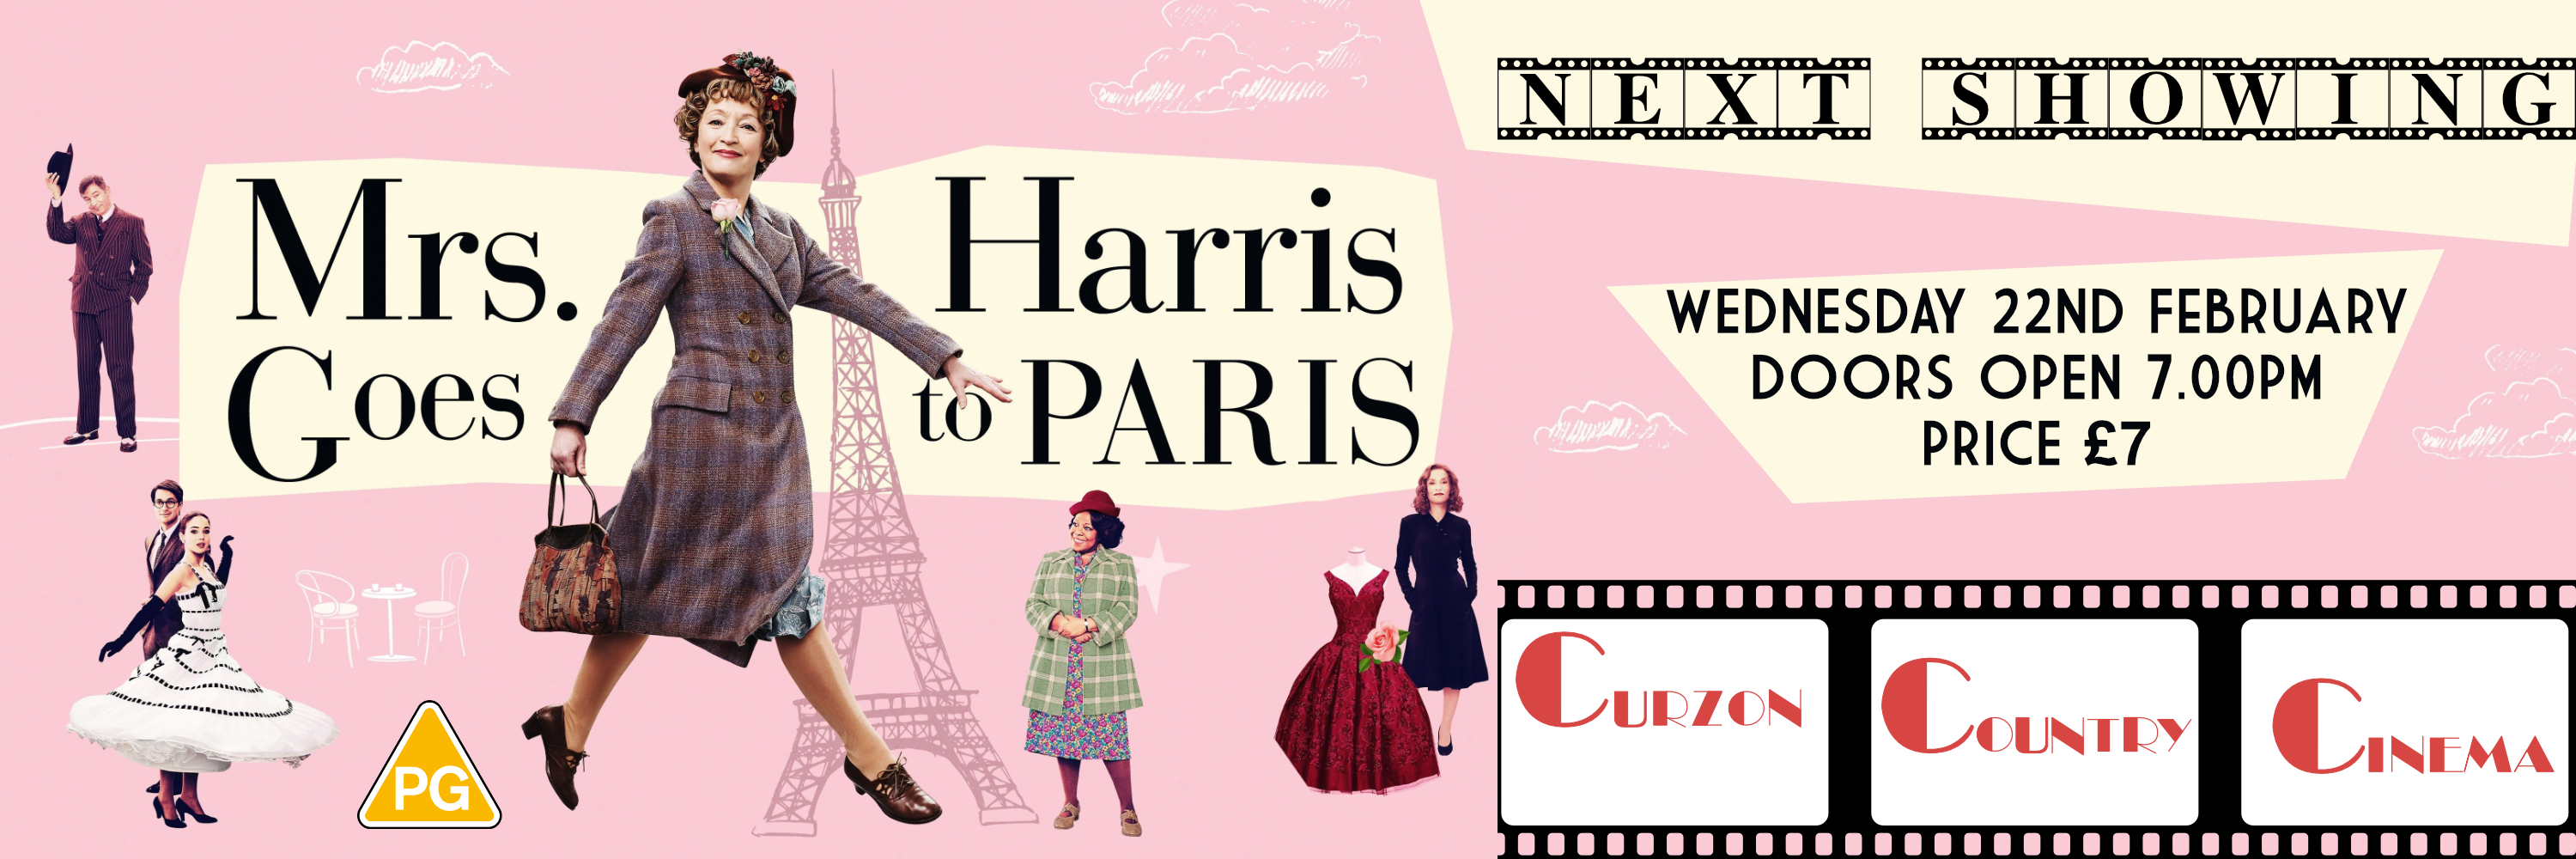 Mrs. Harris
Goes to PARIS
PG
NEXT SHOWING
WEDNESDAY 22ND FEBRUARY
DOORS OPEN 7.00PM
PRICE £7
CURZON COUNTRY CINEMA